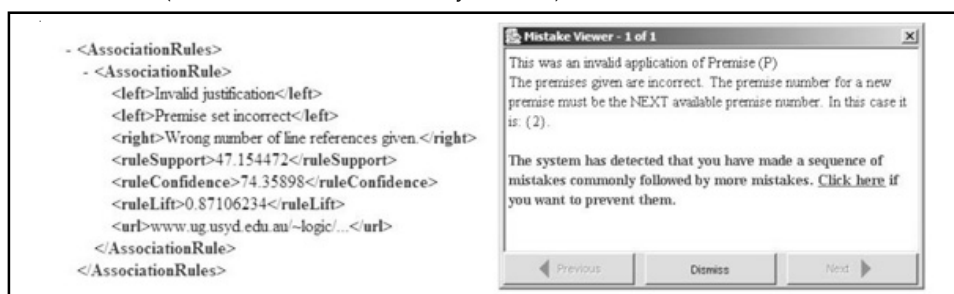 - <AssociationRules>
- <AssociationRule>
<left>Invalid justification</left>
<left>Premise set incorrect</left>
<right>Wrong number of line references given.</right>
<ruleSupport>47.154472</ruleSupport>
<ruleConfidence>74.35898</ruleConfidence>
<ruleLift>0.87106234</ruleLift>
<url>www.ug.usyd.edu.au/~logic/...</url>
</AssociationRule>
</AssociationRules>
Mistake Viewer - 1 of 1
This was an invalid application of Premise (P)
The premises given are incorrect. The premise number for a new
premise must be the NEXT available premise number. In this case it
is: (2).
The system has detected that you have made a sequence of
mistakes commonly followed by more mistakes. Click here if
you want to prevent them.
Previous
Dismiss
Next